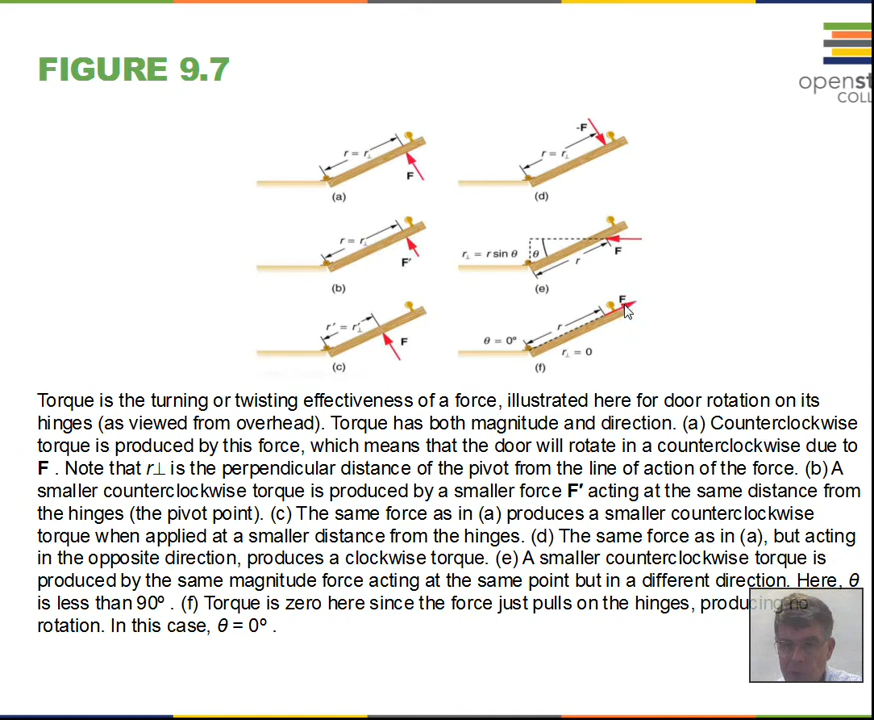 FIGURE 9.7
openst
COLL
r = r⊥
F
(a)
-F
r = r⊥
(d)
r = r⊥
F′
(b)
r⊥ = r sin θ
θ
r
F
(e)
r′ = r′⊥
F
(c)
F
r
θ = 0º
r⊥ = 0
(f)
Torque is the turning or twisting effectiveness of a force, illustrated here for door rotation on its
hinges (as viewed from overhead). Torque has both magnitude and direction. (a) Counterclockwise
torque is produced by this force, which means that the door will rotate in a counterclockwise due to
F . Note that r⊥ is the perpendicular distance of the pivot from the line of action of the force. (b) A
smaller counterclockwise torque is produced by a smaller force F′ acting at the same distance from
the hinges (the pivot point). (c) The same force as in (a) produces a smaller counterclockwise
torque when applied at a smaller distance from the hinges. (d) The same force as in (a), but acting
in the opposite direction, produces a clockwise torque. (e) A smaller counterclockwise torque is
produced by the same magnitude force acting at the same point but in a different direction. Here, θ
is less than 90º . (f) Torque is zero here since the force just pulls on the hinges, producing no
rotation. In this case, θ = 0º .